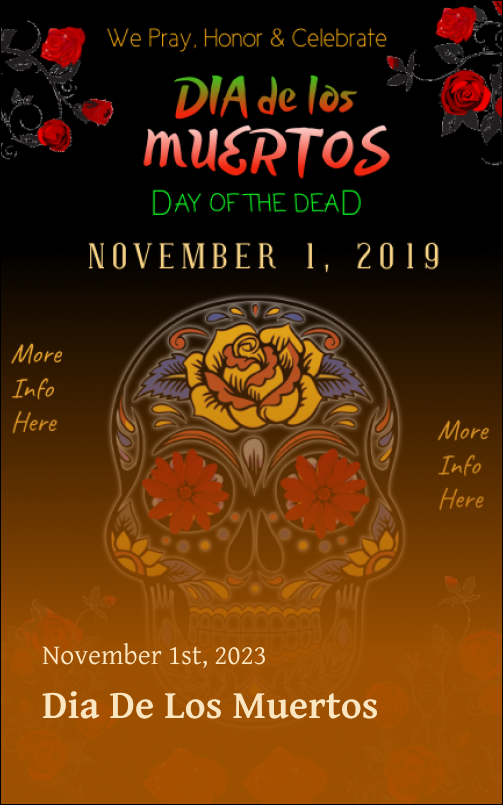 We Pray, Honor & Celebrate
DIA de los
MUERTOS
DAY OF THE DEAD
NOVEMBER 1, 2019
More
Info
Here
More
Info
Here
November 1st, 2023
Dia De Los Muertos